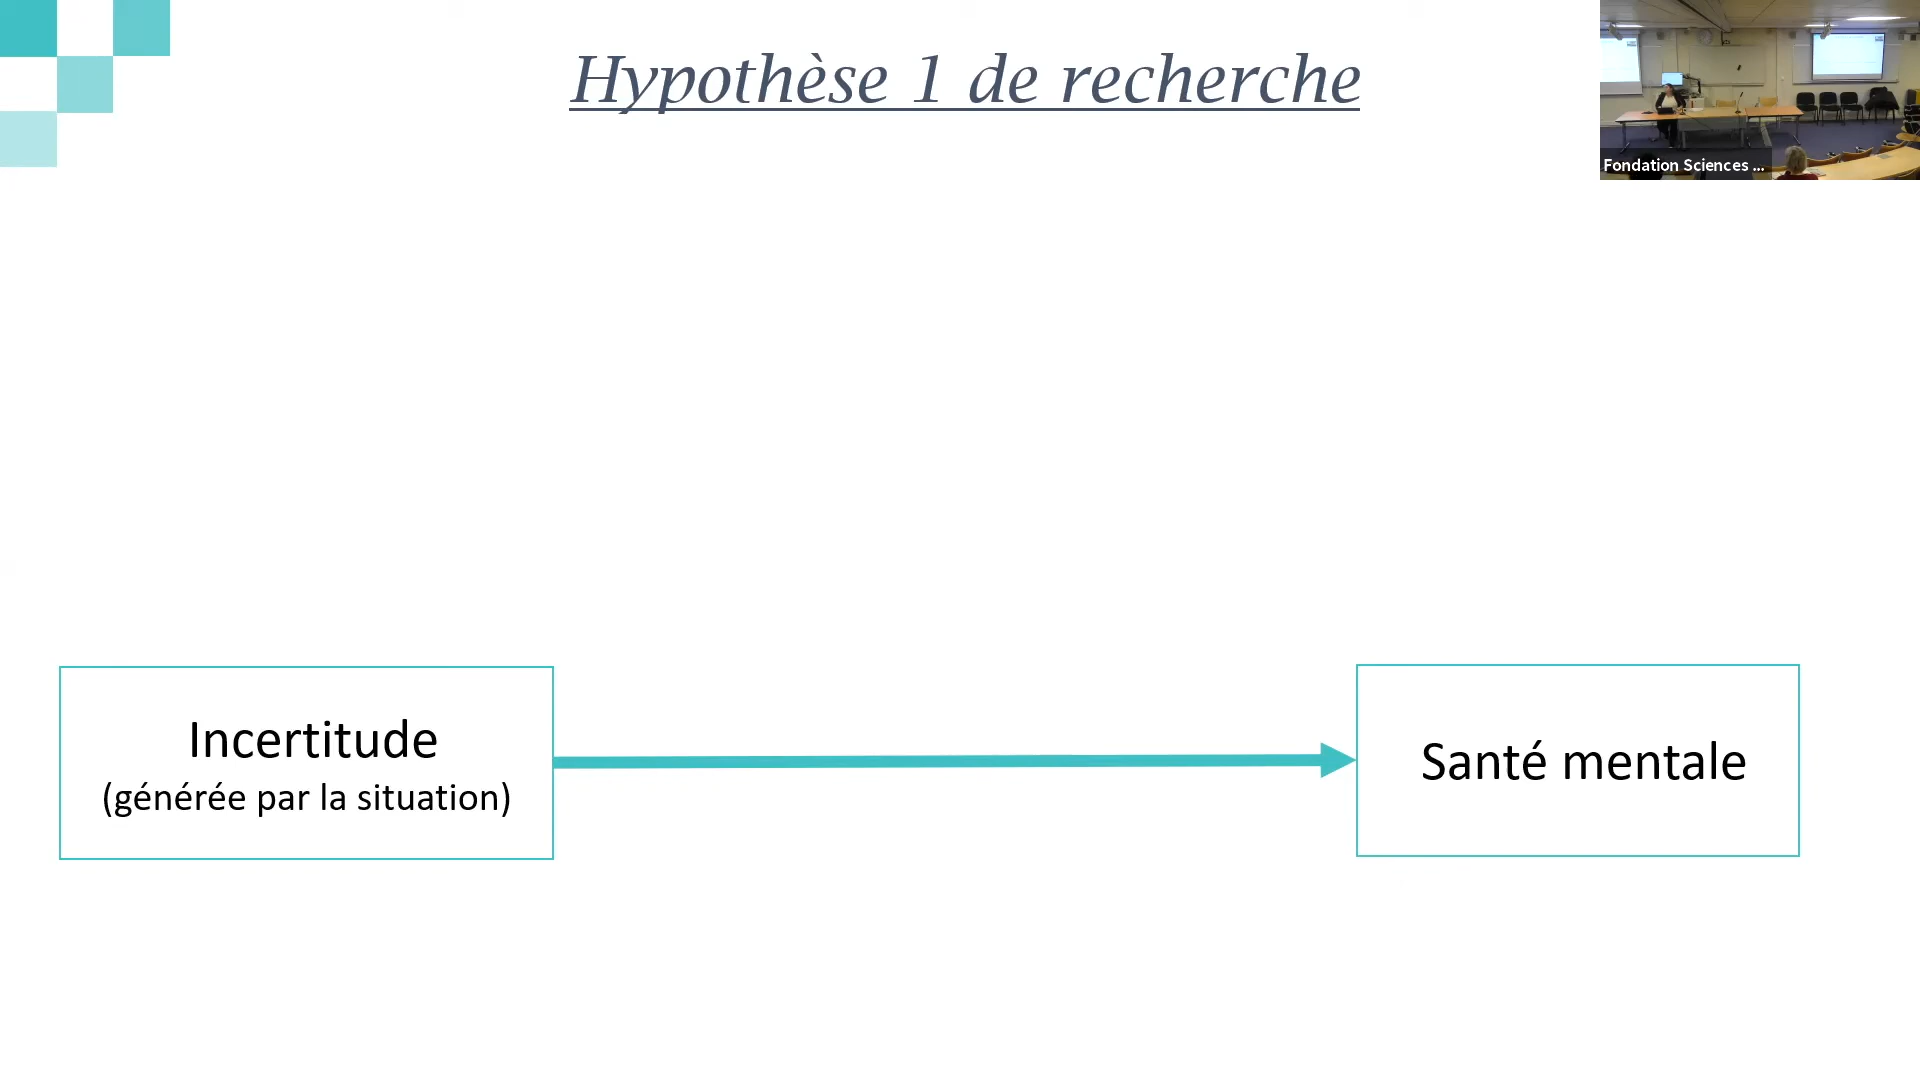 Hypothèse 1 de recherche
Fondation Sciences ...
Incertitude
(générée par la situation)
Santé mentale